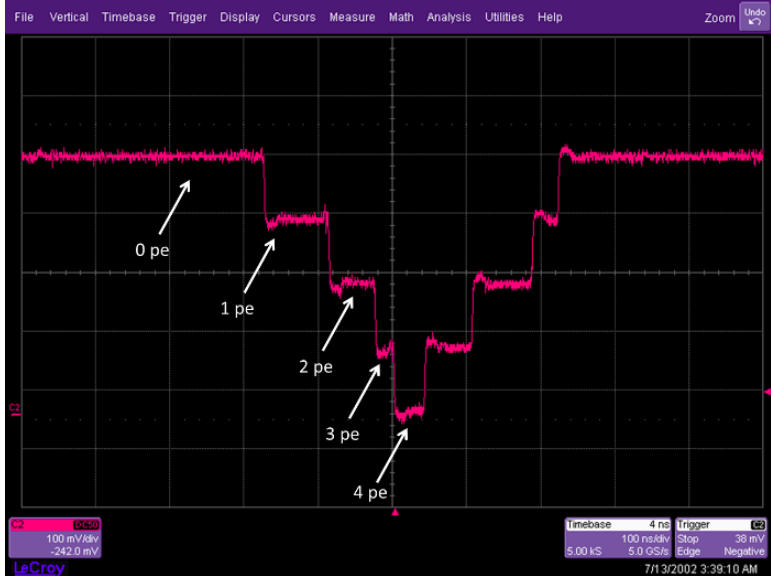 File Vertical Timebase Trigger Display Cursors Measure Math Analysis Utilities Help Zoom Undo
0 pe
1 pe
2 pe
3 pe
4 pe
C2
C2 DC50
100 mV/div
-242.0 mV
Timebase 4 ns
100 ns/div
5.00 kS 5.0 GS/s
Trigger C2
Stop 38 mV
Edge Negative
LeCroy
7/13/2002 3:39:10 AM